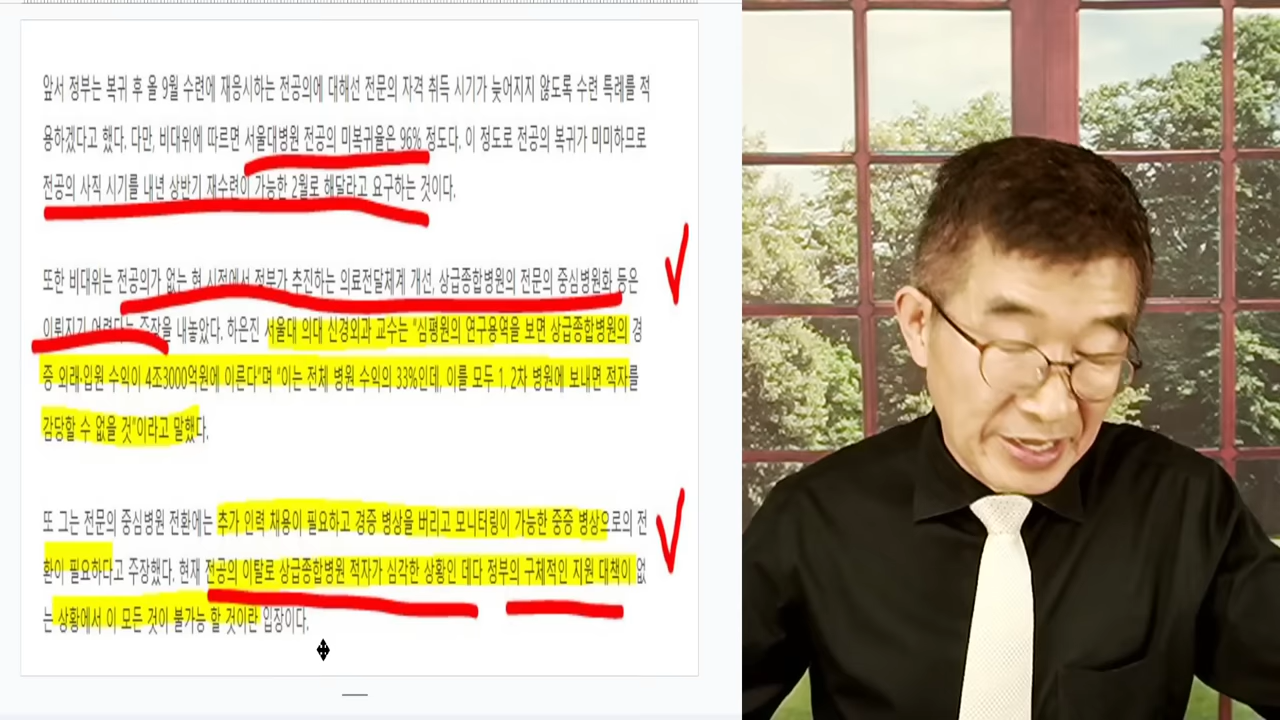 앞서 정부는 복귀 후 올 9월 수련에 재응시하는 전공의에 대해선 전문의 자격 취득 시기가 늦어지지 않도록 수련 특례를 적
용하겠다고 했다. 다만, 비대위에 따르면 서울대병원 전공의 미복귀율은 96% 정도다. 이 정도로 전공의 복귀가 미미하므로
전공의 사직 시기를 내년 상반기 재수련이 가능한 2월로 해달라고 요구하는 것이다.
또한 비대위는 전공의가 없는 현 시점에서 정부가 추진하는 의료전달체계 개선, 상급종합병원의 전문의 중심병원화 등은
이뤄지기 어렵다는 주장을 내놓았다. 하은진 서울대 의대 신경외과 교수는 "심평원의 연구용역을 보면 상급종합병원의 경
증 외래·입원 수익이 4조3000억원에 이른다"며 "이는 전체 병원 수익의 33%인데, 이를 모두 1, 2차 병원에 보내면 적자를
감당할 수 없을 것"이라고 말했다.
또 그는 전문의 중심병원 전환에는 추가 인력 채용이 필요하고 경증 병상을 버리고 모니터링이 가능한 중증 병상으로의 전
환이 필요하다고 주장했다. 현재 전공의 이탈로 상급종합병원 적자가 심각한 상황인 데다 정부의 구체적인 지원 대책이 없
는 상황에서 이 모든 것이 불가능 할 것이란 입장이다.